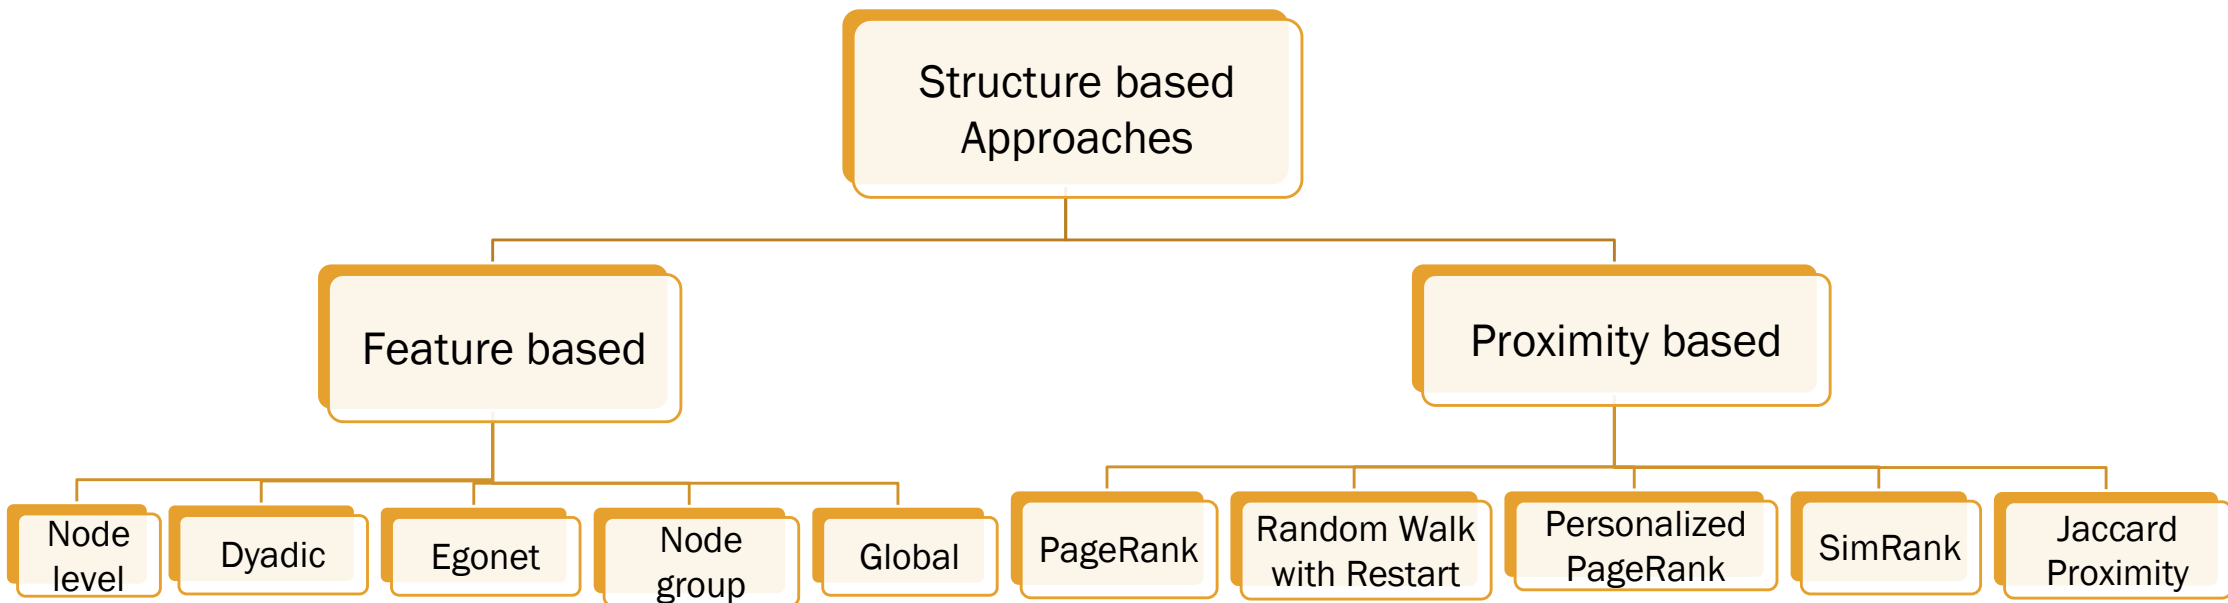 Structure based
Approaches
Feature based
Proximity based
Node
level
Dyadic
Egonet
Node
group
Global
PageRank
Random Walk
with Restart
Personalized
PageRank
SimRank
Jaccard
Proximity